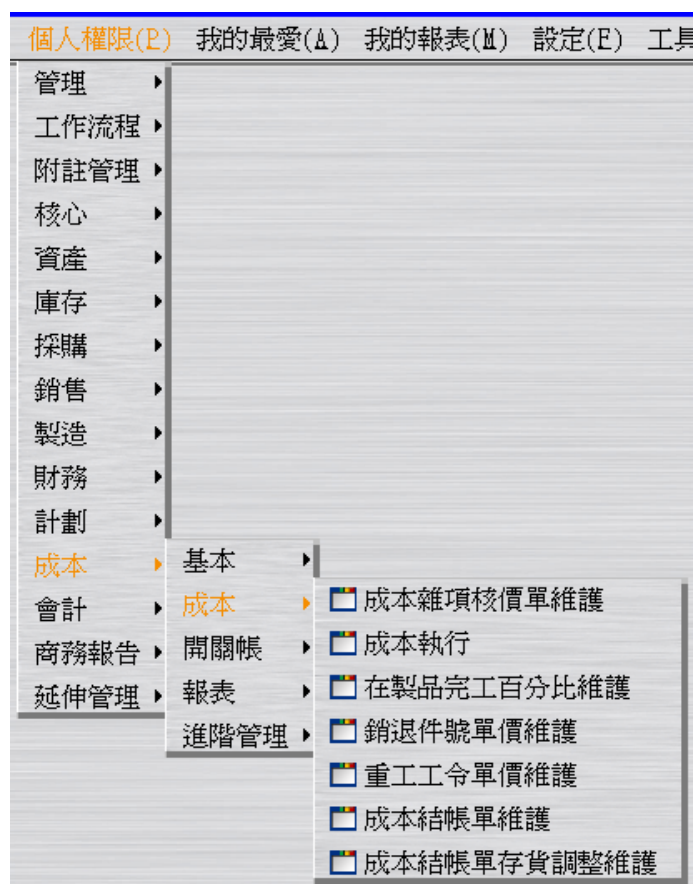 個人權限(P) 我的最愛(A) 我的報表(M) 設定(E) 工具
管理
工作流程
附註管理
核心
資產
庫存
採購
銷售
製造
財務
計劃
成本
會計
商務報告
延伸管理
基本
成本
開關帳
報表
進階管理
成本雜項核價單維護
成本執行
在製品完工百分比維護
銷退件號單價維護
重工工令單價維護
成本結帳單維護
成本結帳單存貨調整維護